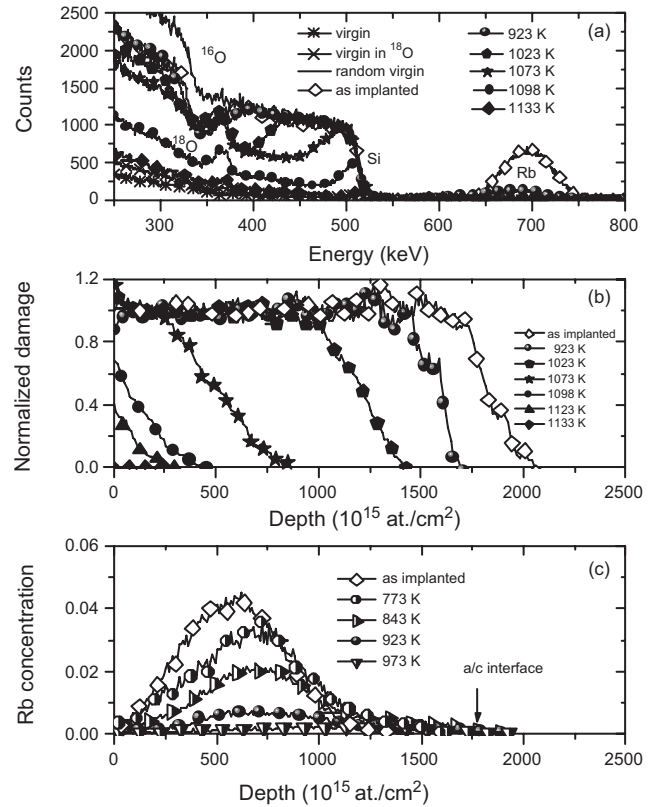 2500
2000
1500
1000
500
0
Counts
300 400 500 600 700 800
Energy (keV)
(a)
¹⁶O
¹⁸O
Si
Rb
virgin
virgin in ¹⁸O
random virgin
as implanted
923 K
1023 K
1073 K
1098 K
1133 K
1.2
0.8
0.4
0.0
Normalized damage
0 500 1000 1500 2000 2500
Depth (10¹⁵ at./cm²)
(b)
as implanted
923 K
1023 K
1073 K
1098 K
1123 K
1133 K
0.06
0.04
0.02
0.00
Rb concentration
0 500 1000 1500 2000 2500
Depth (10¹⁵ at./cm²)
(c)
as implanted
773 K
843 K
923 K
973 K
a/c interface